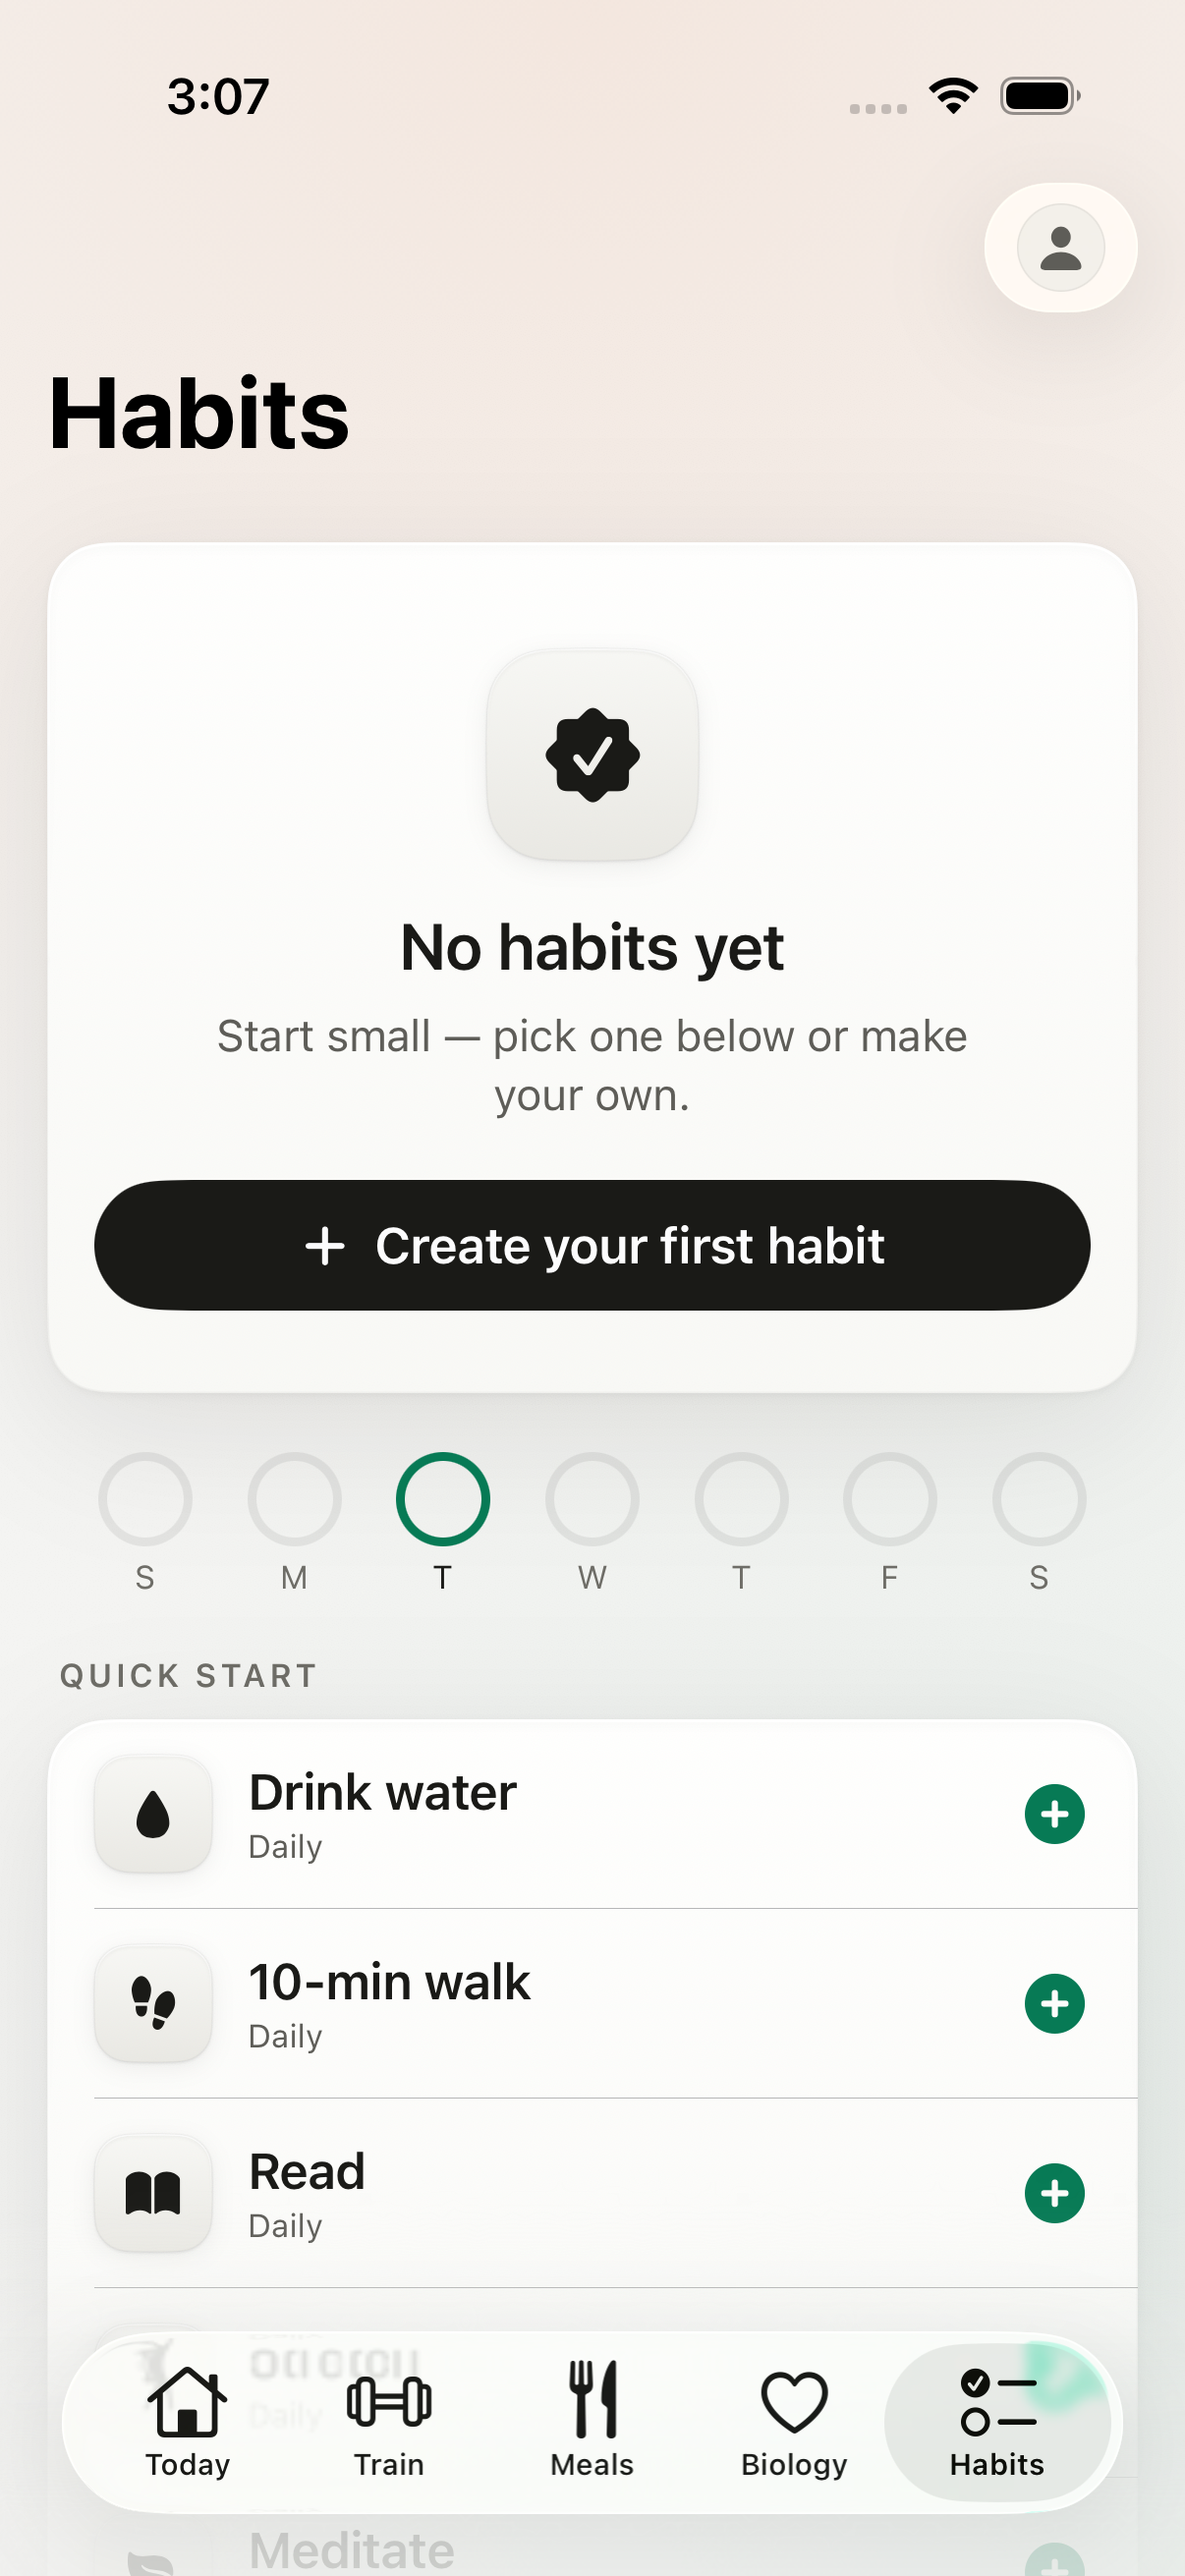 3:07
Habits
No habits yet
Start small — pick one below or make
your own.
Create your first habit
S M T W T F S
QUICK START
Drink water
Daily
10-min walk
Daily
Read
Daily
Daily
Today Train Meals Biology Habits
Meditate